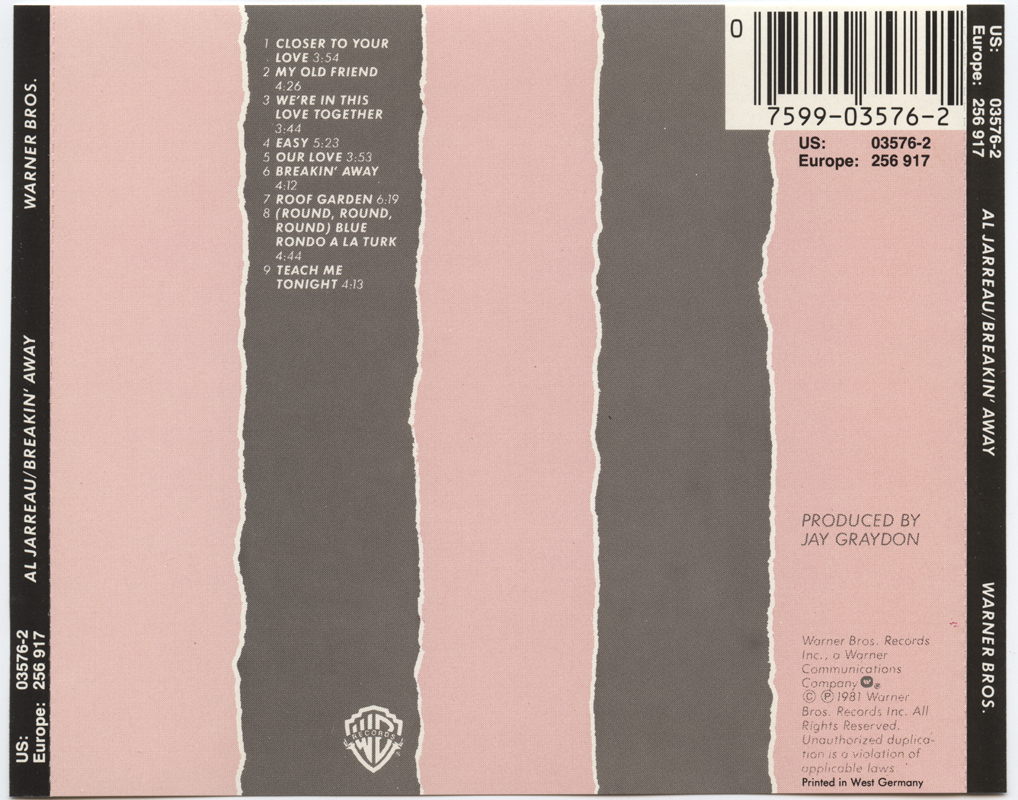 WARNER BROS.
AL JARREAU/BREAKIN' AWAY
US: 03576-2
Europe: 256 917
1 CLOSER TO YOUR
LOVE 3:54
2 MY OLD FRIEND
4:26
3 WE'RE IN THIS
LOVE TOGETHER
3:44
4 EASY 5:23
5 OUR LOVE 3:53
6 BREAKIN' AWAY
4:12
7 ROOF GARDEN 6:19
8 (ROUND, ROUND,
ROUND) BLUE
RONDO A LA TURK
4:44
9 TEACH ME
TONIGHT 4:13
RECORDS
0
7599-03576-2
US: 03576-2
Europe: 256 917
PRODUCED BY
JAY GRAYDON
Warner Bros. Records
Inc., a Warner
Communications
Company
© ℗ 1981 Warner
Bros. Records Inc. All
Rights Reserved.
Unauthorized duplica-
tion is a violation of
applicable laws
Printed in West Germany
US: 03576-2
Europe: 256 917
AL JARREAU/BREAKIN' AWAY
WARNER BROS.